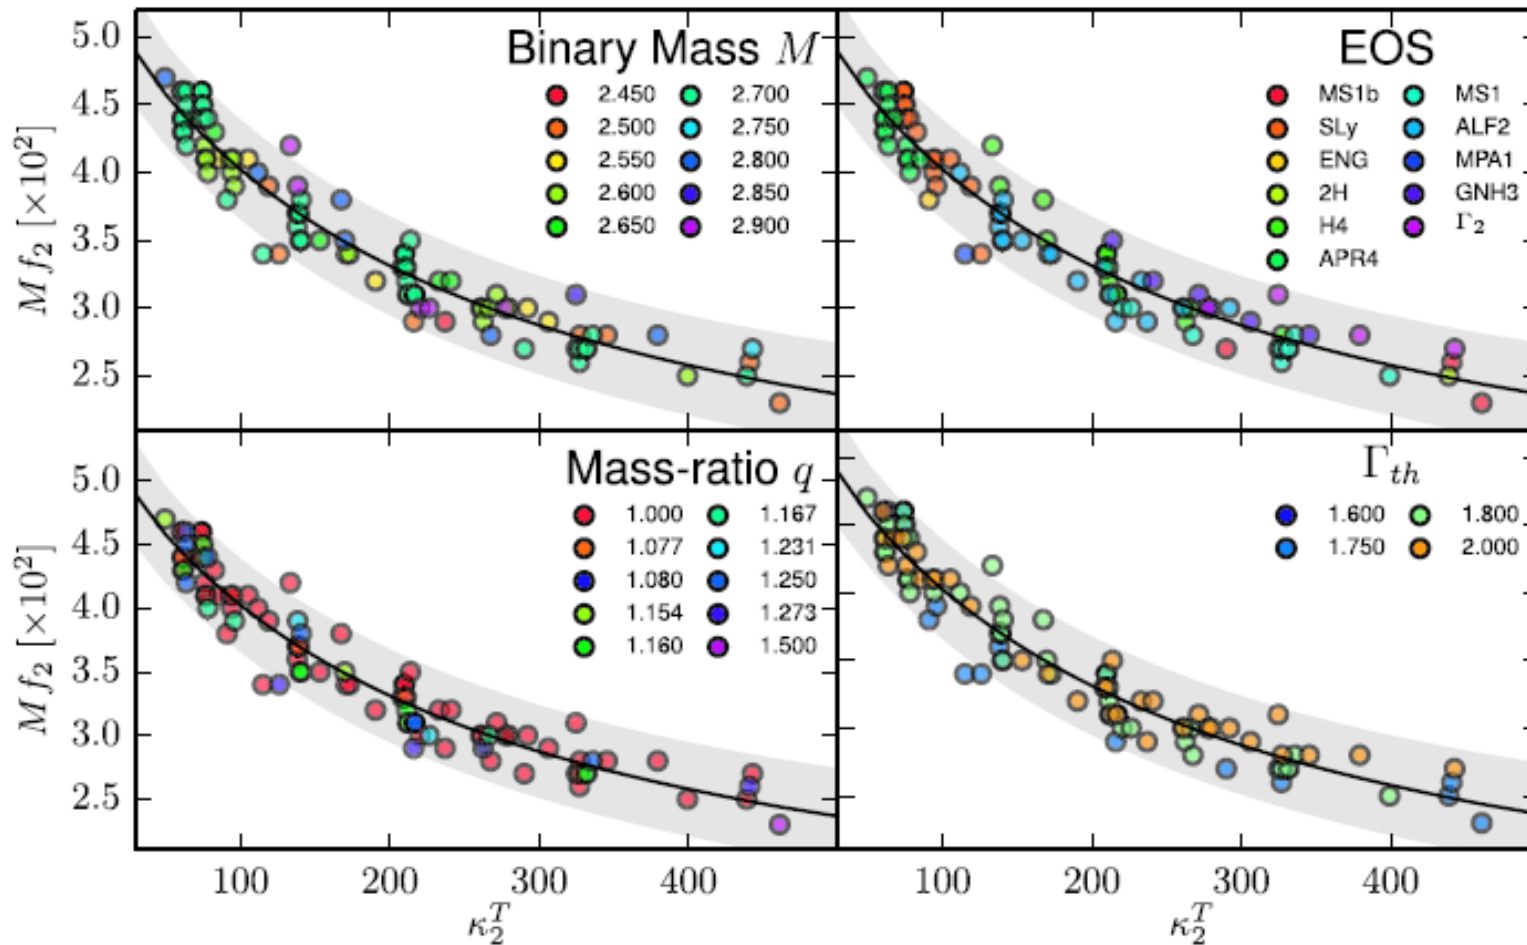 Binary Mass M
2.450 2.700
2.500 2.750
2.550 2.800
2.600 2.850
2.650 2.900
5.0
4.5
4.0
3.5
3.0
2.5
M f₂ [×10²]
EOS
MS1b MS1
SLy ALF2
ENG MPA1
2H GNH3
H4 Γ₂
APR4
Mass-ratio q
1.000 1.167
1.077 1.231
1.080 1.250
1.154 1.273
1.160 1.500
5.0
4.5
4.0
3.5
3.0
2.5
M f₂ [×10²]
100 200 300 400
κ₂ᵀ
Γ_th
1.600 1.800
1.750 2.000
100 200 300 400
κ₂ᵀ